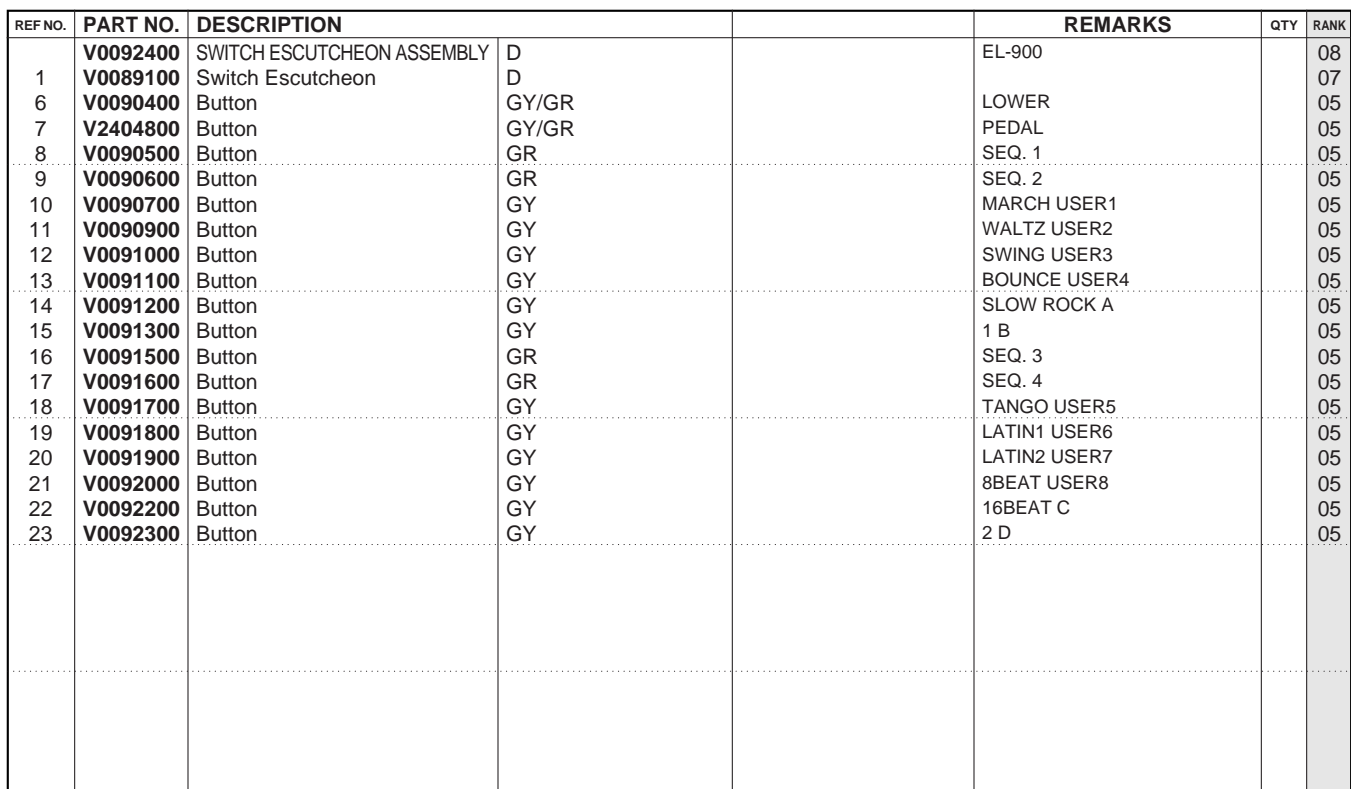 REF NO. PART NO. DESCRIPTION REMARKS QTY RANK
V0092400 SWITCH ESCUTCHEON ASSEMBLY D EL-900 08
1 V0089100 Switch Escutcheon D 07
6 V0090400 Button GY/GR LOWER 05
7 V2404800 Button GY/GR PEDAL 05
8 V0090500 Button GR SEQ. 1 05
9 V0090600 Button GR SEQ. 2 05
10 V0090700 Button GY MARCH USER1 05
11 V0090900 Button GY WALTZ USER2 05
12 V0091000 Button GY SWING USER3 05
13 V0091100 Button GY BOUNCE USER4 05
14 V0091200 Button GY SLOW ROCK A 05
15 V0091300 Button GY 1 B 05
16 V0091500 Button GR SEQ. 3 05
17 V0091600 Button GR SEQ. 4 05
18 V0091700 Button GY TANGO USER5 05
19 V0091800 Button GY LATIN1 USER6 05
20 V0091900 Button GY LATIN2 USER7 05
21 V0092000 Button GY 8BEAT USER8 05
22 V0092200 Button GY 16BEAT C 05
23 V0092300 Button GY 2 D 05